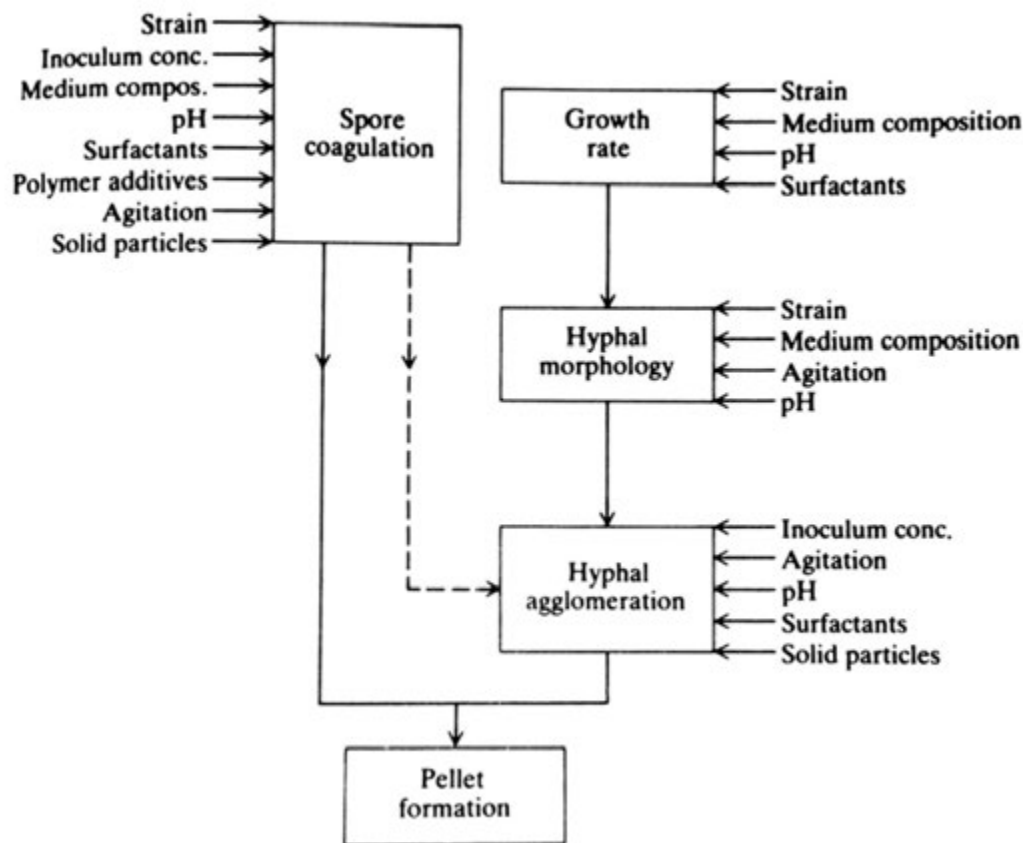 Strain
Inoculum conc.
Medium compos.
pH
Surfactants
Polymer additives
Agitation
Solid particles
Spore
coagulation
Growth
rate
Strain
Medium composition
pH
Surfactants
Hyphal
morphology
Strain
Medium composition
Agitation
pH
Hyphal
agglomeration
Inoculum conc.
Agitation
pH
Surfactants
Solid particles
Pellet
formation